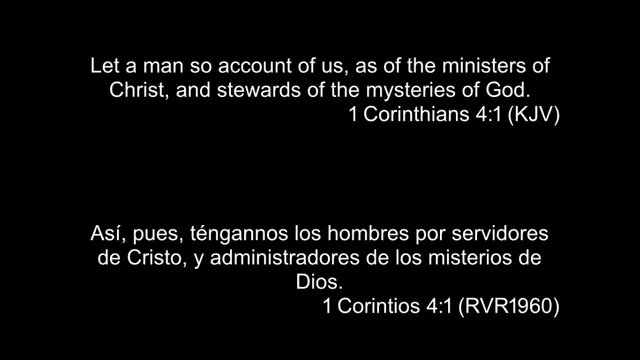 Let a man so account of us, as of the ministers of
Christ, and stewards of the mysteries of God.
1 Corinthians 4:1 (KJV)
Así, pues, téngannos los hombres por servidores
de Cristo, y administradores de los misterios de
Dios.
1 Corintios 4:1 (RVR1960)